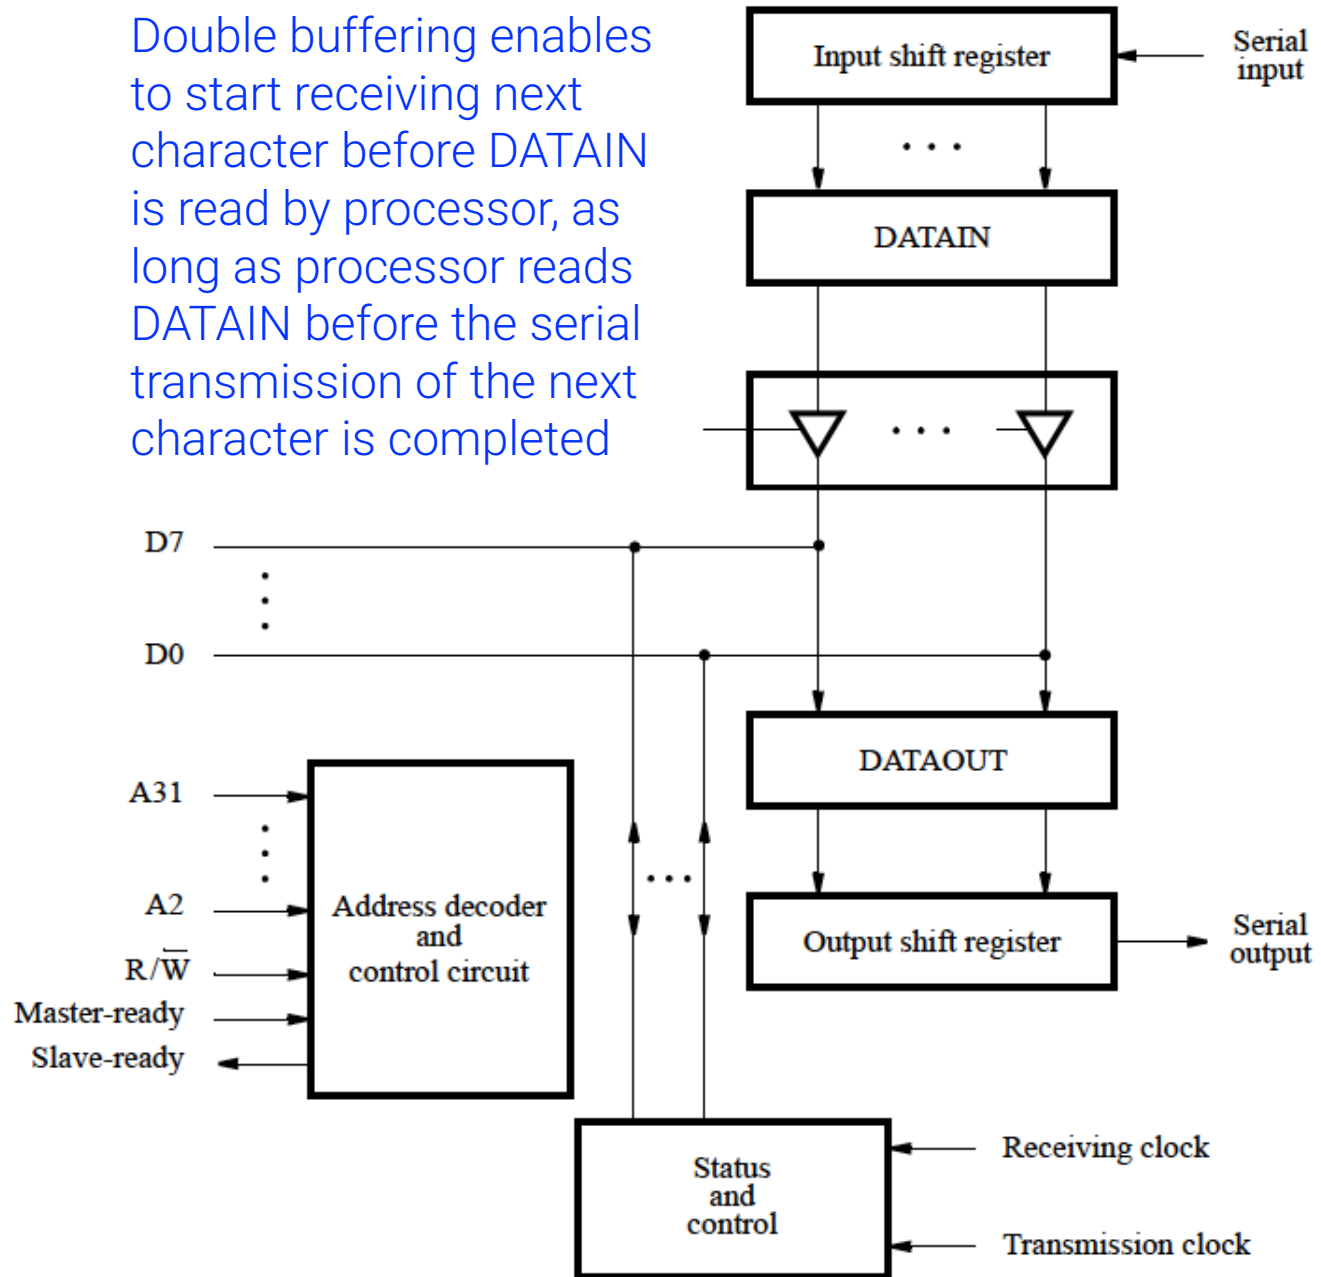 Double buffering enables
to start receiving next
character before DATAIN
is read by processor, as
long as processor reads
DATAIN before the serial
transmission of the next
character is completed
Input shift register
Serial
input
DATAIN
D7
D0
DATAOUT
A31
A2
R/W̅
Master-ready
Slave-ready
Address decoder
and
control circuit
Output shift register
Serial
output
Status
and
control
Receiving clock
Transmission clock